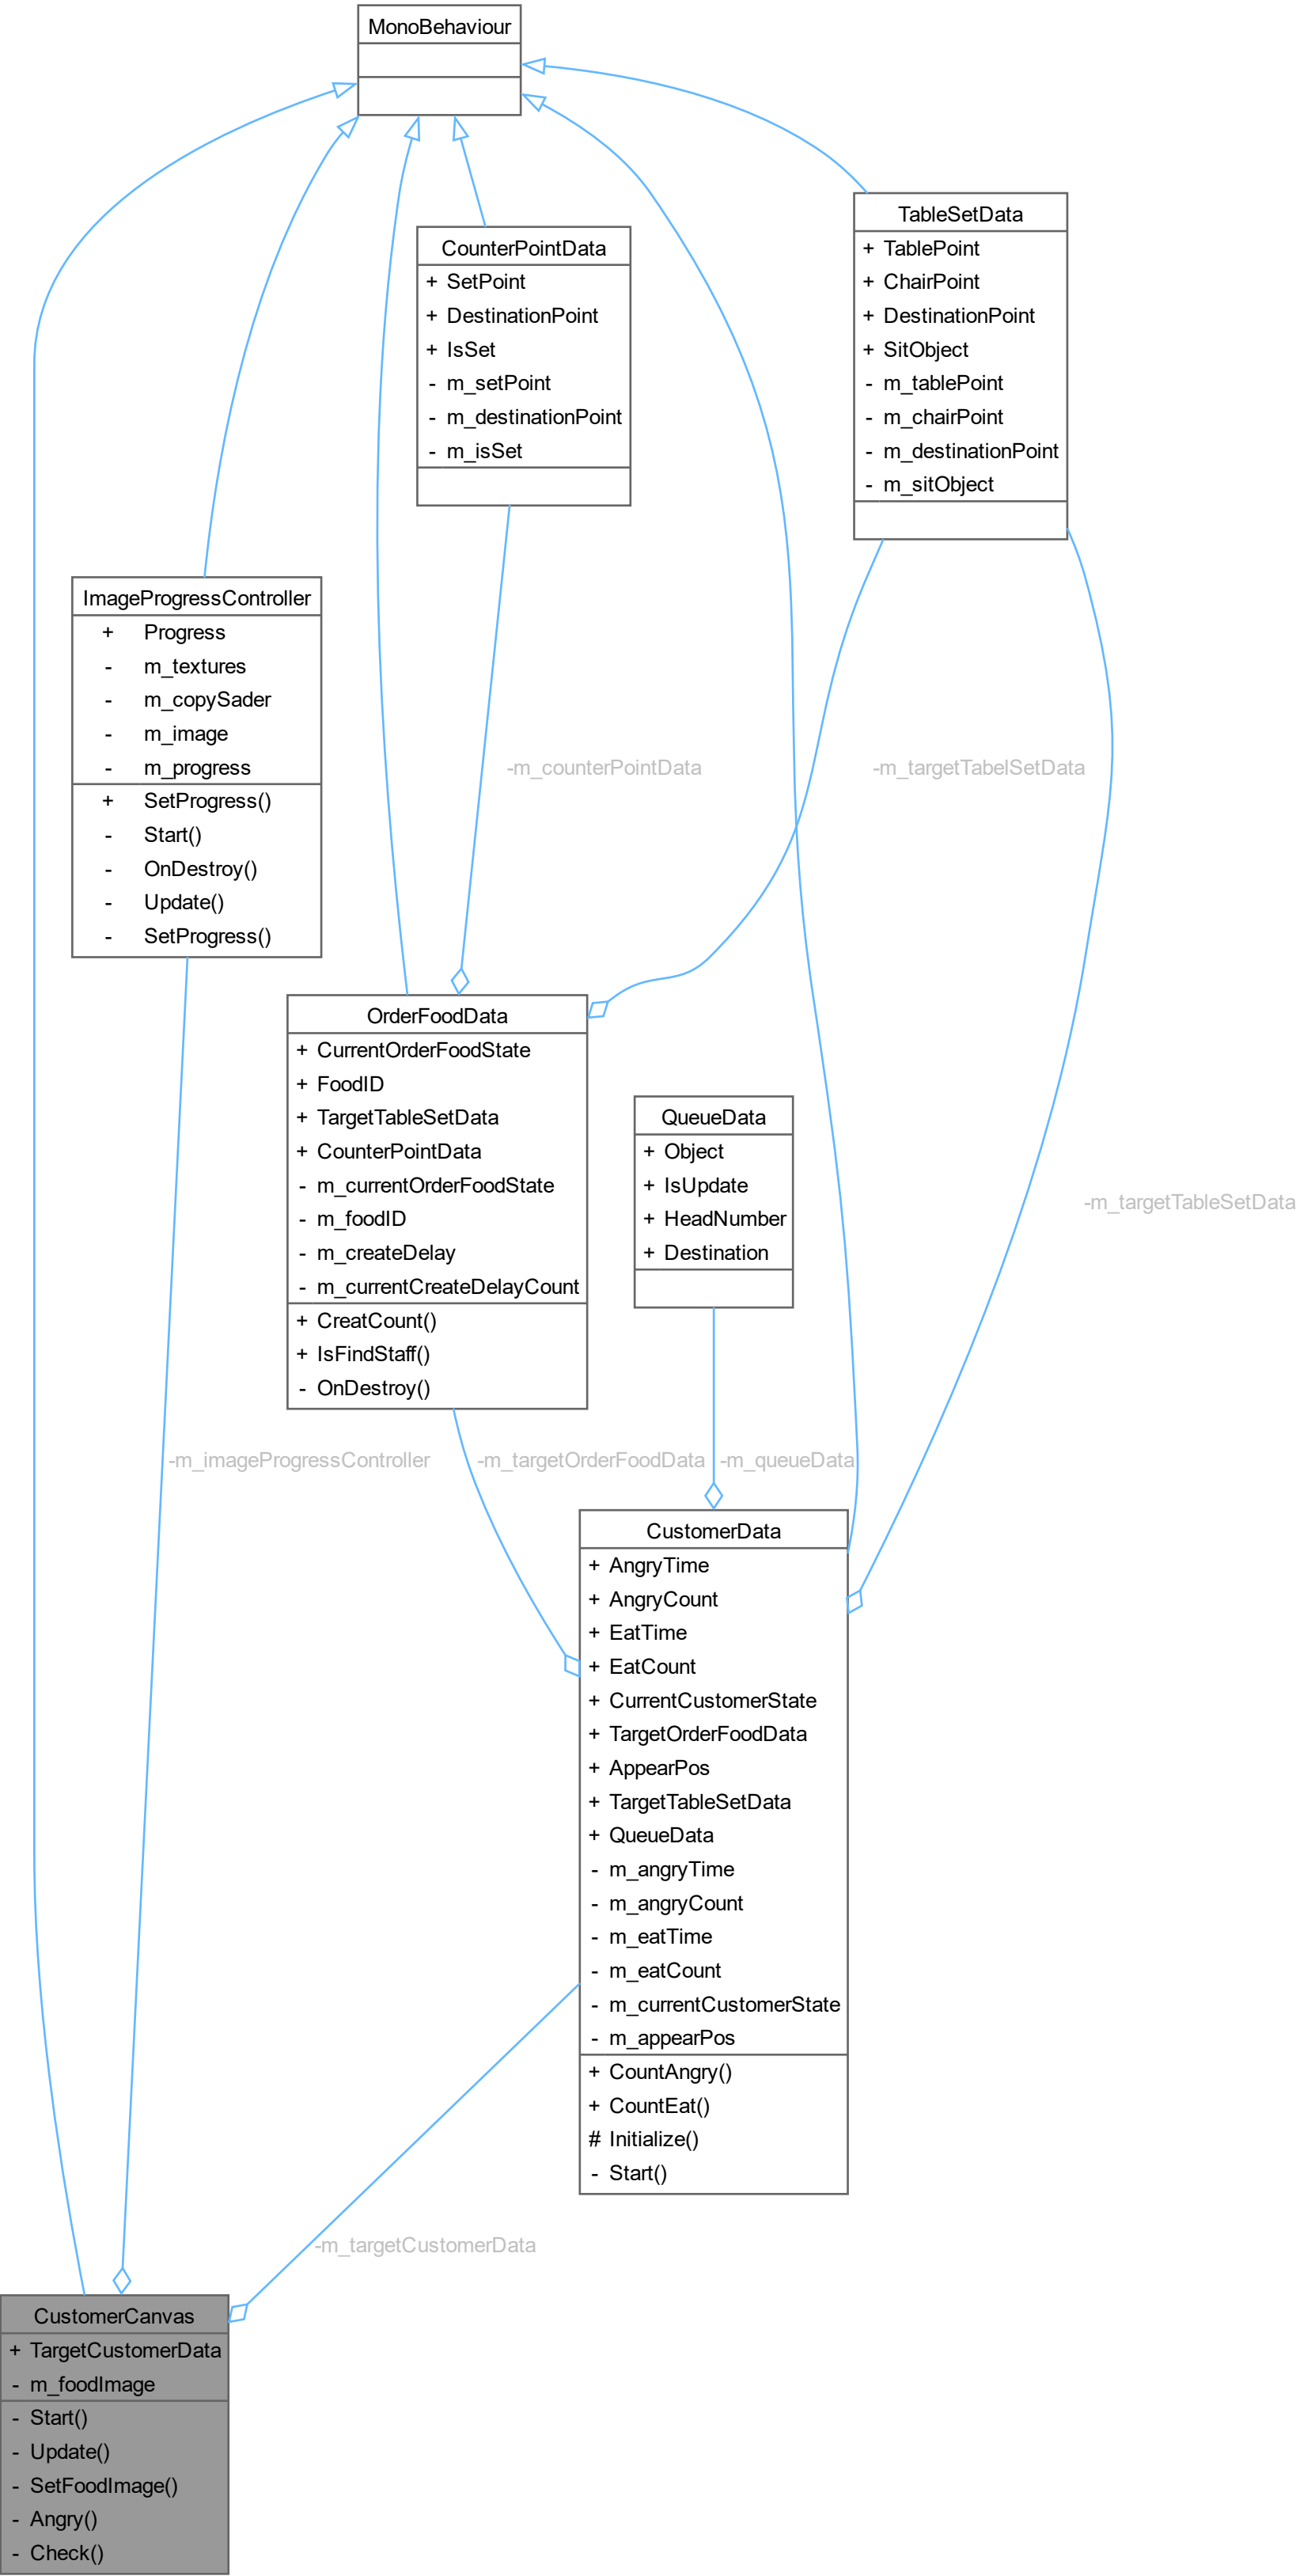 MonoBehaviour
TableSetData
+ TablePoint
+ ChairPoint
+ DestinationPoint
+ SitObject
- m_tablePoint
- m_chairPoint
- m_destinationPoint
- m_sitObject
CounterPointData
+ SetPoint
+ DestinationPoint
+ IsSet
- m_setPoint
- m_destinationPoint
- m_isSet
ImageProgressController
+ Progress
- m_textures
- m_copySader
- m_image
- m_progress
+ SetProgress()
- Start()
- OnDestroy()
- Update()
- SetProgress()
-m_counterPointData
-m_targetTabelSetData
OrderFoodData
+ CurrentOrderFoodState
+ FoodID
+ TargetTableSetData
+ CounterPointData
- m_currentOrderFoodState
- m_foodID
- m_createDelay
- m_currentCreateDelayCount
+ CreatCount()
+ IsFindStaff()
- OnDestroy()
QueueData
+ Object
+ IsUpdate
+ HeadNumber
+ Destination
-m_targetTableSetData
-m_imageProgressController
-m_targetOrderFoodData
-m_queueData
CustomerData
+ AngryTime
+ AngryCount
+ EatTime
+ EatCount
+ CurrentCustomerState
+ TargetOrderFoodData
+ AppearPos
+ TargetTableSetData
+ QueueData
- m_angryTime
- m_angryCount
- m_eatTime
- m_eatCount
- m_currentCustomerState
- m_appearPos
+ CountAngry()
+ CountEat()
# Initialize()
- Start()
-m_targetCustomerData
CustomerCanvas
+ TargetCustomerData
- m_foodImage
- Start()
- Update()
- SetFoodImage()
- Angry()
- Check()